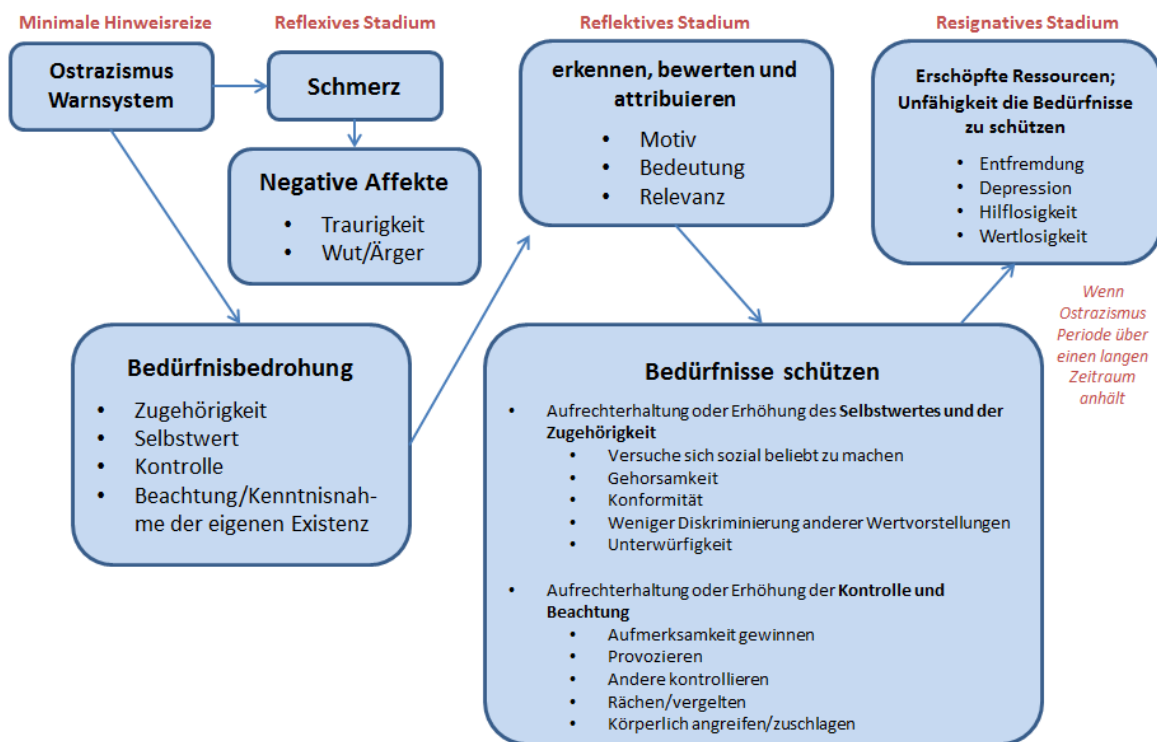 Minimale Hinweisreize
Reflexives Stadium
Reflektives Stadium
Resignatives Stadium
Ostrazismus
Warnsystem
Schmerz
Negative Affekte
• Traurigkeit
• Wut/Ärger
erkennen, bewerten und
attribuieren
• Motiv
• Bedeutung
• Relevanz
Erschöpfte Ressourcen;
Unfähigkeit die Bedürfnisse
zu schützen
• Entfremdung
• Depression
• Hilflosigkeit
• Wertlosigkeit
Wenn
Ostrazismus
Periode über
einen langen
Zeitraum
anhält
Bedürfnisbedrohung
• Zugehörigkeit
• Selbstwert
• Kontrolle
• Beachtung/Kenntnisnah-
me der eigenen Existenz
Bedürfnisse schützen
• Aufrechterhaltung oder Erhöhung des Selbstwertes und der
Zugehörigkeit
• Versuche sich sozial beliebt zu machen
• Gehorsamkeit
• Konformität
• Weniger Diskriminierung anderer Wertvorstellungen
• Unterwürfigkeit
• Aufrechterhaltung oder Erhöhung der Kontrolle und
Beachtung
• Aufmerksamkeit gewinnen
• Provozieren
• Andere kontrollieren
• Rächen/vergelten
• Körperlich angreifen/zuschlagen